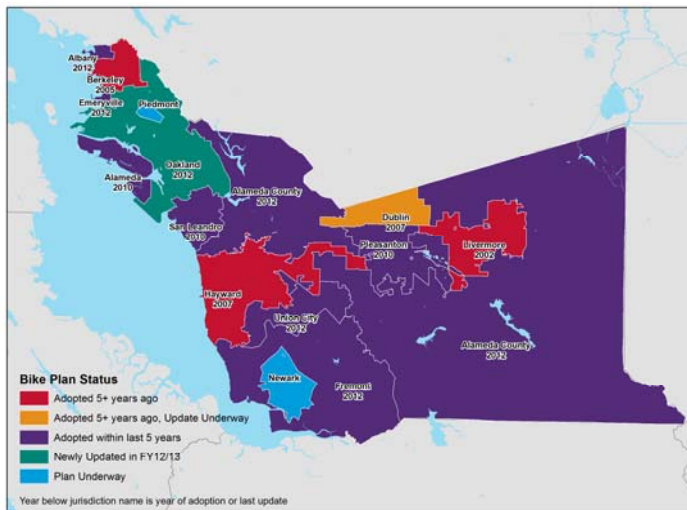 Albany
2012
Berkeley
2005
Emeryville
2012
Piedmont
Oakland
2012
Alameda
2010
Alameda County
2012
San Leandro
2010
Dublin
2007
Pleasanton
2010
Livermore
2002
Hayward
2007
Union City
2012
Alameda County
2012
Newark
Fremont
2012
Bike Plan Status
Adopted 5+ years ago
Adopted 5+ years ago, Update Underway
Adopted within last 5 years
Newly Updated in FY12/13
Plan Underway
Year below jurisdiction name is year of adoption or last update